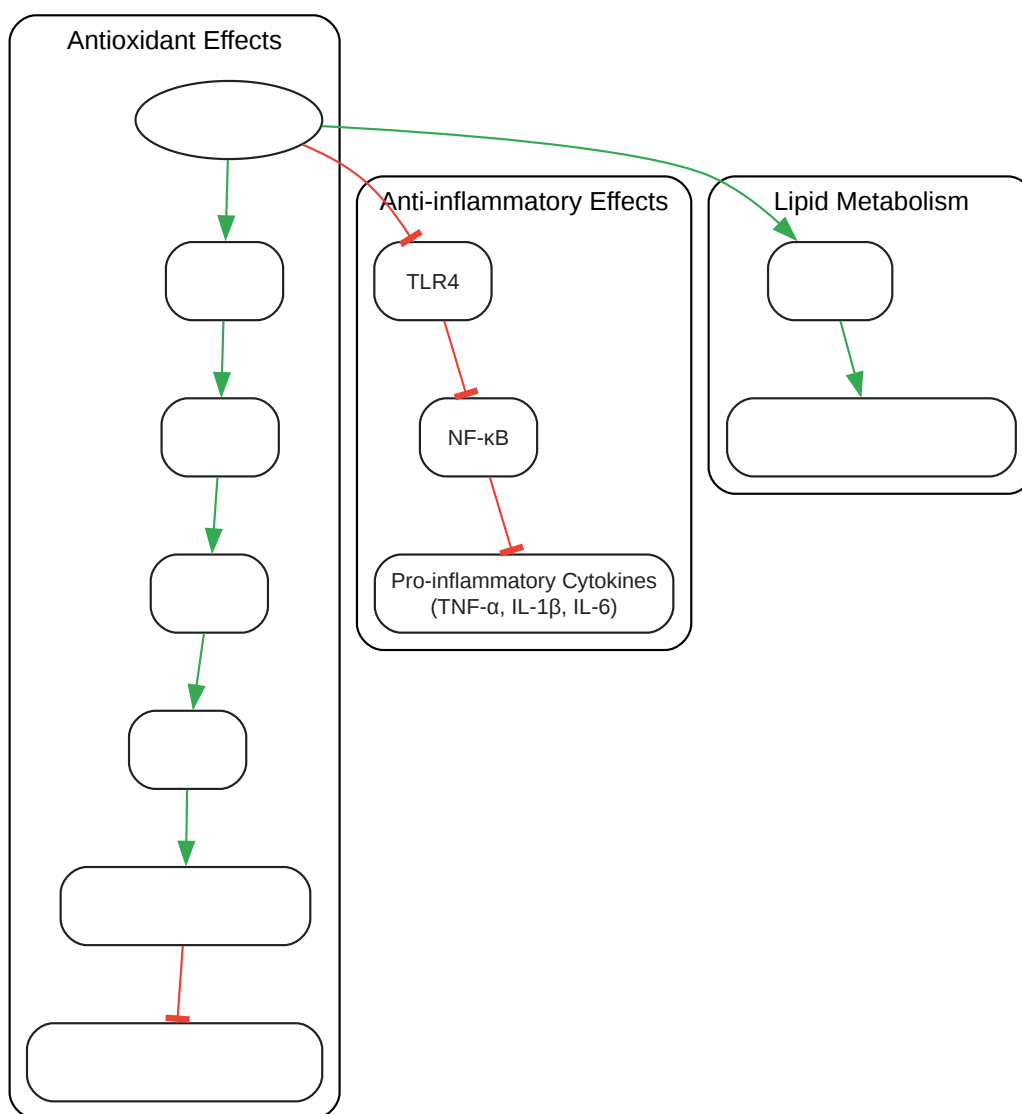 Antioxidant Effects
Anti-inflammatory Effects
Lipid Metabolism
TLR4
NF-κB
Pro-inflammatory Cytokines
(TNF-α, IL-1β, IL-6)